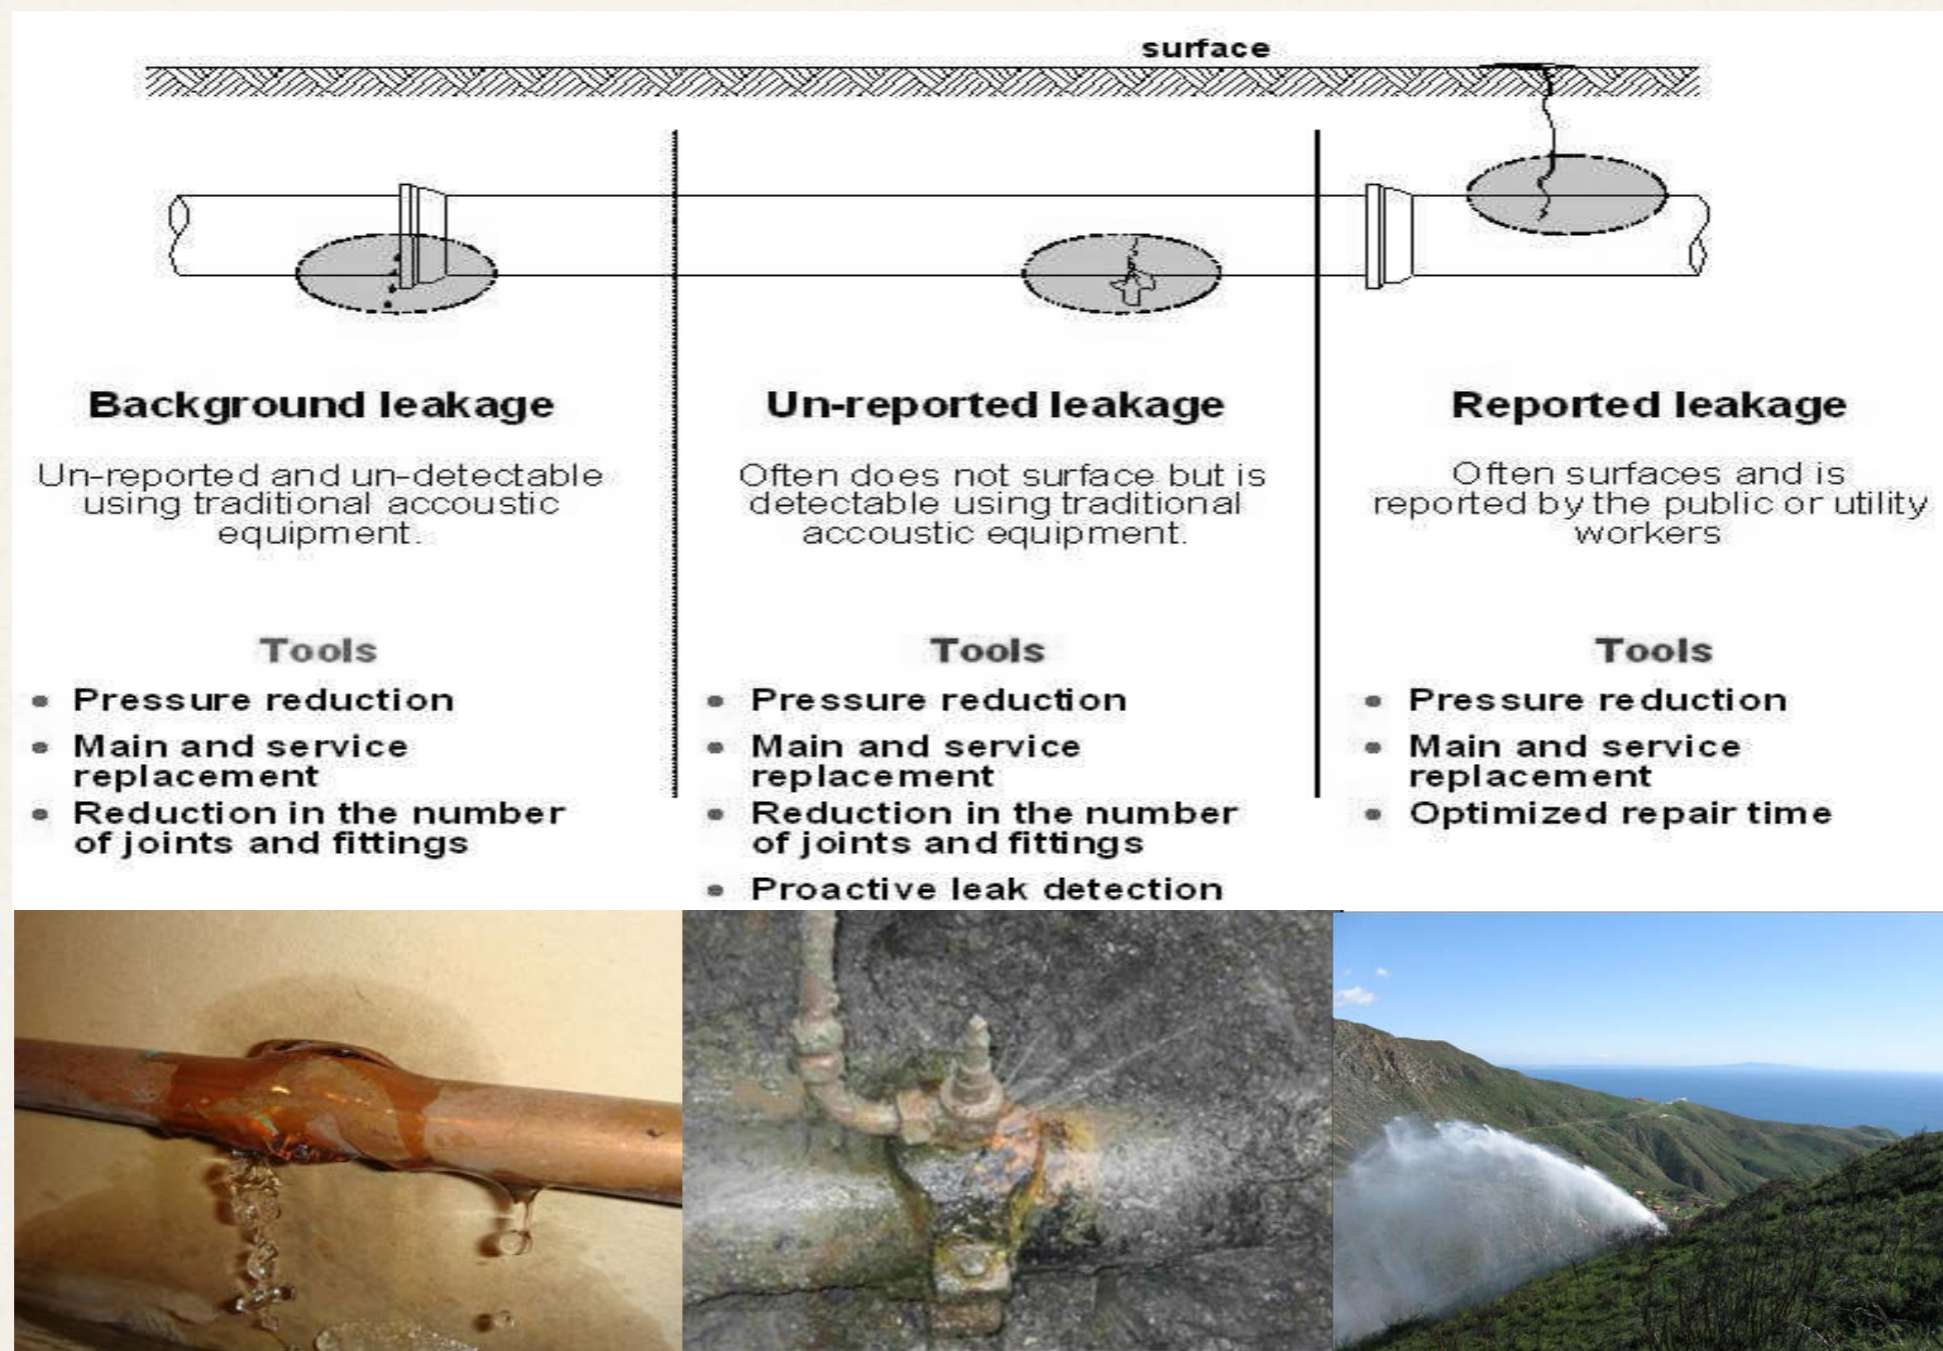 surface
Background leakage
Un-reported and un-detectable
using traditional accoustic
equipment.
Tools
• Pressure reduction
• Main and service
replacement
• Reduction in the number
of joints and fittings
Un-reported leakage
Often does not surface but is
detectable using traditional
accoustic equipment.
Tools
• Pressure reduction
• Main and service
replacement
• Reduction in the number
of joints and fittings
• Proactive leak detection
Reported leakage
Often surfaces and is
reported by the public or utility
workers
Tools
• Pressure reduction
• Main and service
replacement
• Optimized repair time